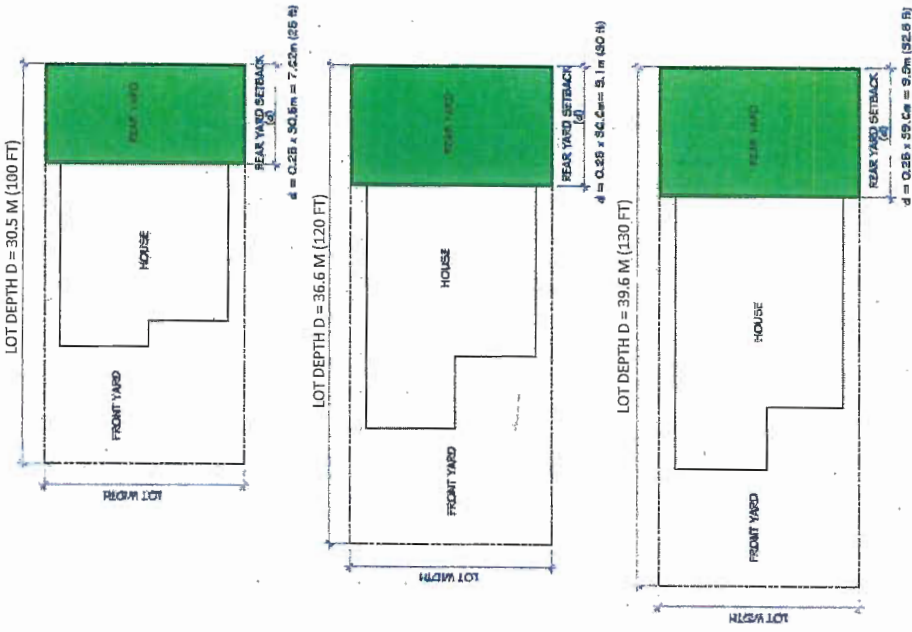 LOT DEPTH D = 30.5 M (100 FT)
LOT WIDTH
FRONT YARD
HOUSE
REAR YARD
REAR YARD SETBACK
(d)
d = 0.25 x 30.5m = 7.62m (25 ft)
LOT DEPTH D = 36.6 M (120 FT)
LOT WIDTH
FRONT YARD
HOUSE
REAR YARD
REAR YARD SETBACK
(d)
d = 0.25 x 36.6m = 9.1m (30 ft)
LOT DEPTH D = 39.6 M (130 FT)
LOT WIDTH
FRONT YARD
HOUSE
REAR YARD
REAR YARD SETBACK
(d)
d = 0.25 x 39.6m = 9.9m (32.5 ft)